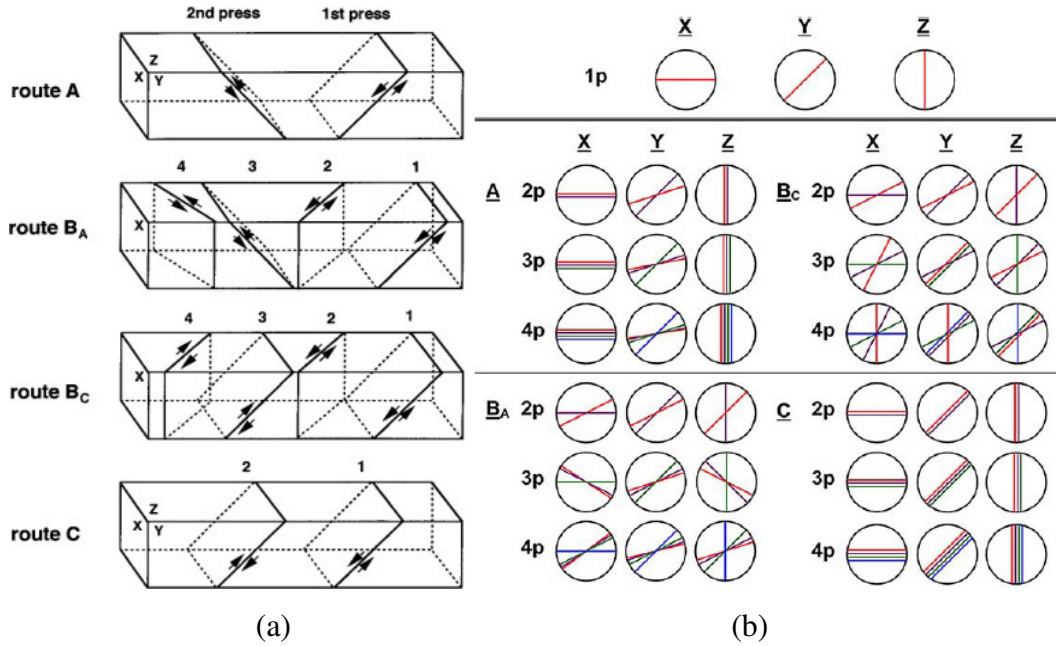 2nd press 1st press
Z
X Y
route A
4 3 2 1
X
route BA
4 3 2 1
X
route BC
2 1
Z
X Y
route C
(a)
X Y Z
1p
X Y Z
A 2p
3p
4p
X Y Z
BC 2p
3p
4p
BA 2p
3p
4p
C 2p
3p
4p
(b)